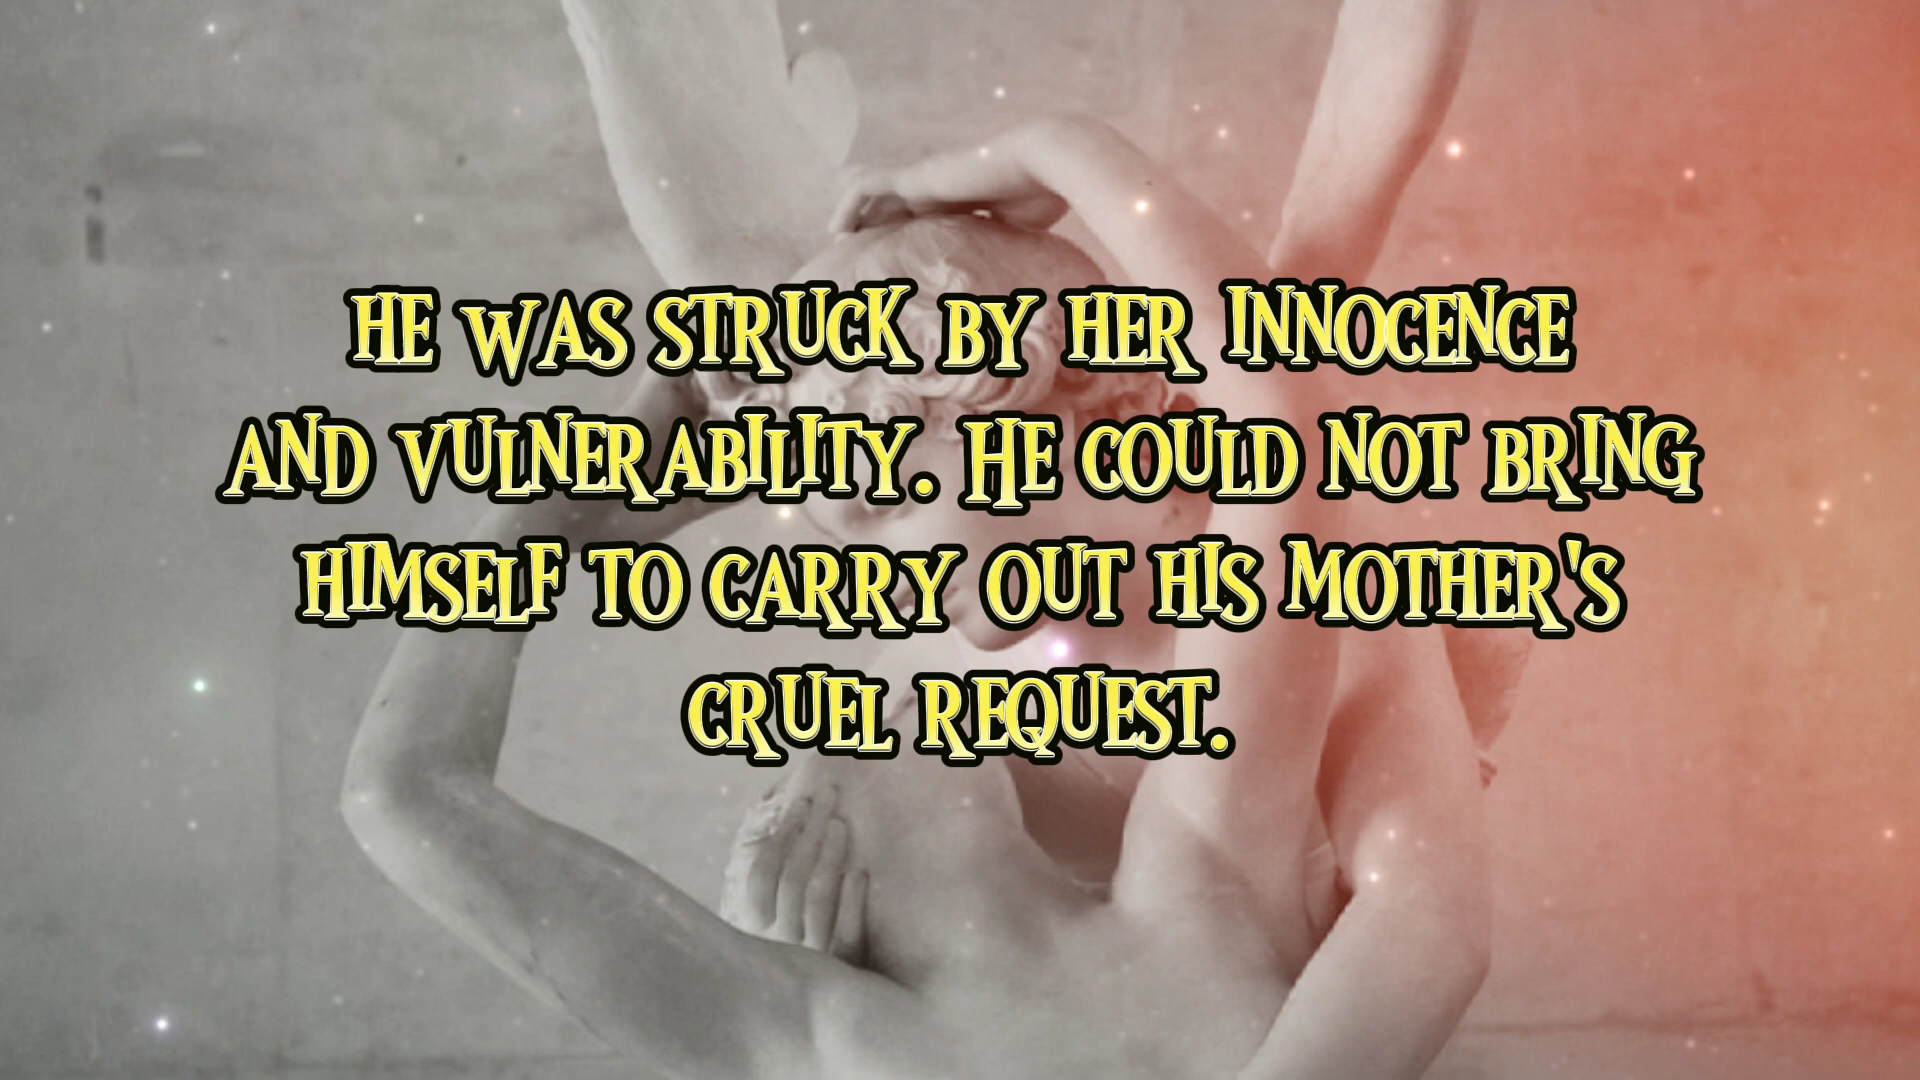 HE WAS STRUCK BY HER INNOCENCE
AND VULNERABILITY. HE COULD NOT BRING
HIMSELF TO CARRY OUT HIS MOTHER'S
CRUEL REQUEST.